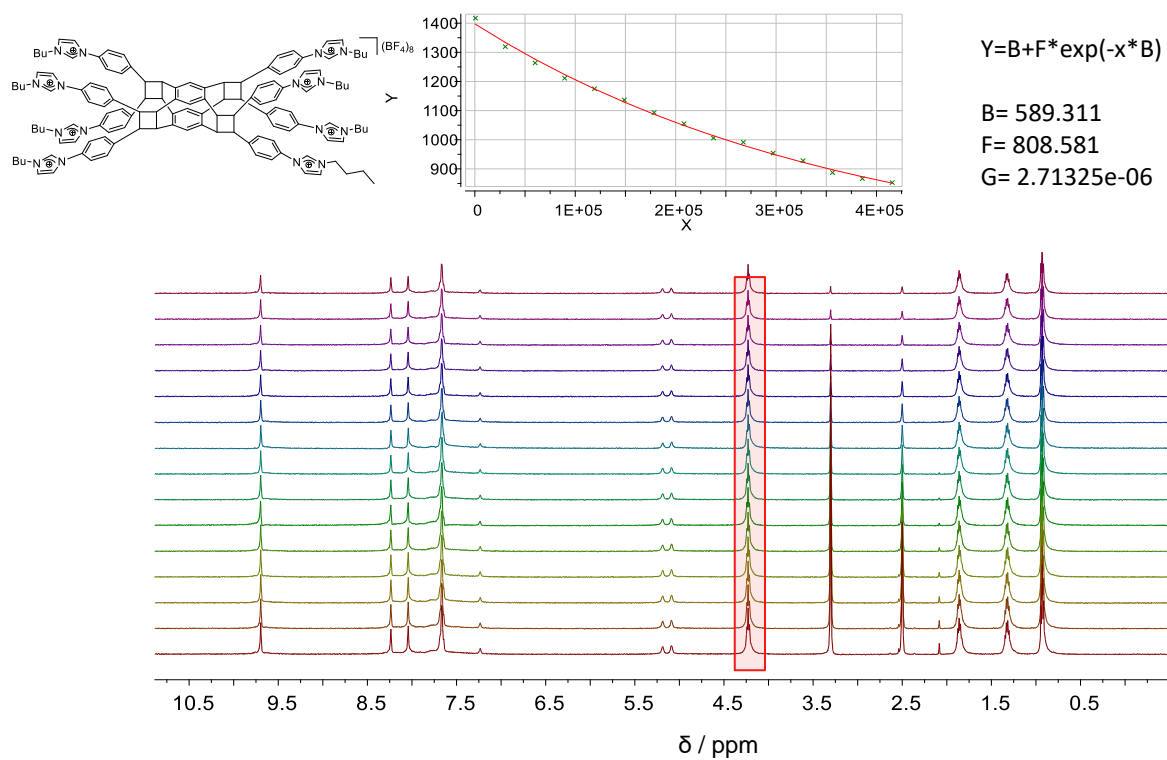 (BF4)8
Bu N ⊕ N N ⊕ N Bu
Bu N ⊕ N N ⊕ N Bu
Bu N ⊕ N N ⊕ N Bu
Bu N ⊕ N N ⊕ N
Y
1400
1300
1200
1100
1000
900
0 1E+05 2E+05 3E+05 4E+05
X
Y=B+F*exp(-x*B)
B= 589.311
F= 808.581
G= 2.71325e-06
10.5 9.5 8.5 7.5 6.5 5.5 4.5 3.5 2.5 1.5 0.5
δ / ppm